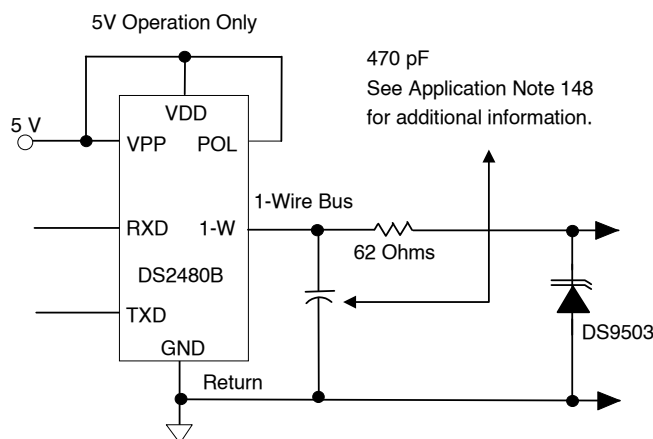 5V Operation Only
470 pF
See Application Note 148
for additional information.
5 V
VDD
VPP
POL
1-Wire Bus
RXD
1-W
62 Ohms
DS2480B
TXD
DS9503
GND
Return